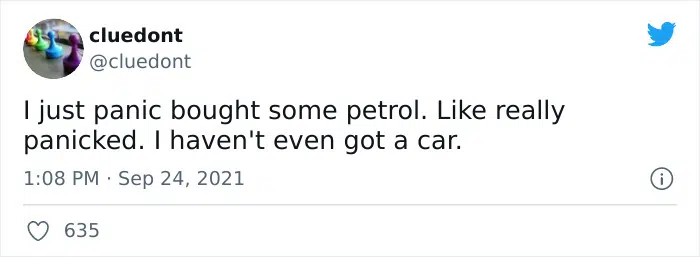 cluedont
@cluedont
I just panic bought some petrol. Like really
panicked. I haven't even got a car.
1:08 PM · Sep 24, 2021
635